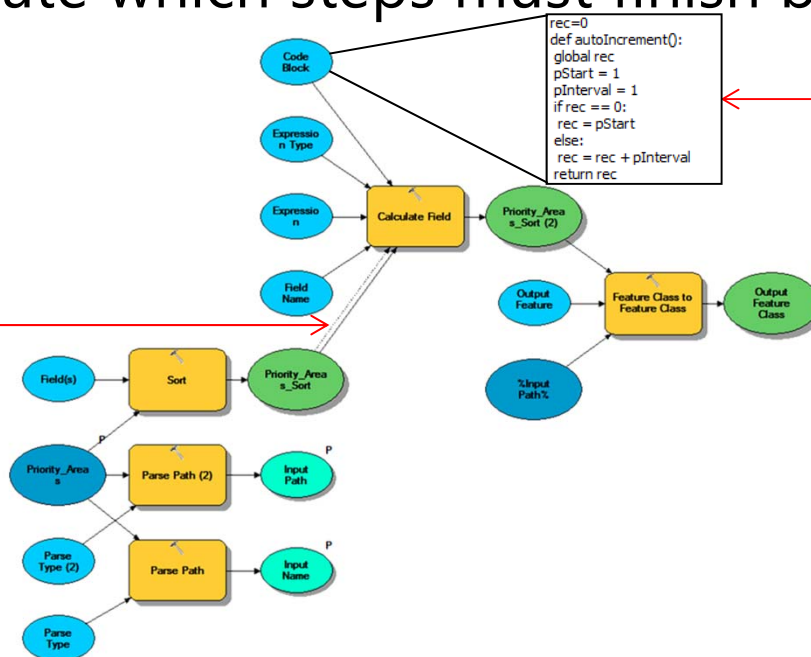 ate which steps must finish b
rec=0
def autoIncrement():
global rec
pStart = 1
pInterval = 1
if rec == 0:
rec = pStart
else:
rec = rec + pInterval
return rec
Code
Block
Expressio
n Type
Expressio
n
Field
Name
Calculate Field
Priority_Area
s_Sort (2)
Output
Feature
Feature Class to
Feature Class
Output
Feature
Class
%Input
Path%
Field(s)
Sort
Priority_Area
s_Sort
P
Priority_Area
s
Parse Path (2)
P
Input
Path
Parse
Type (2)
Parse Path
P
Input
Name
Parse
Type